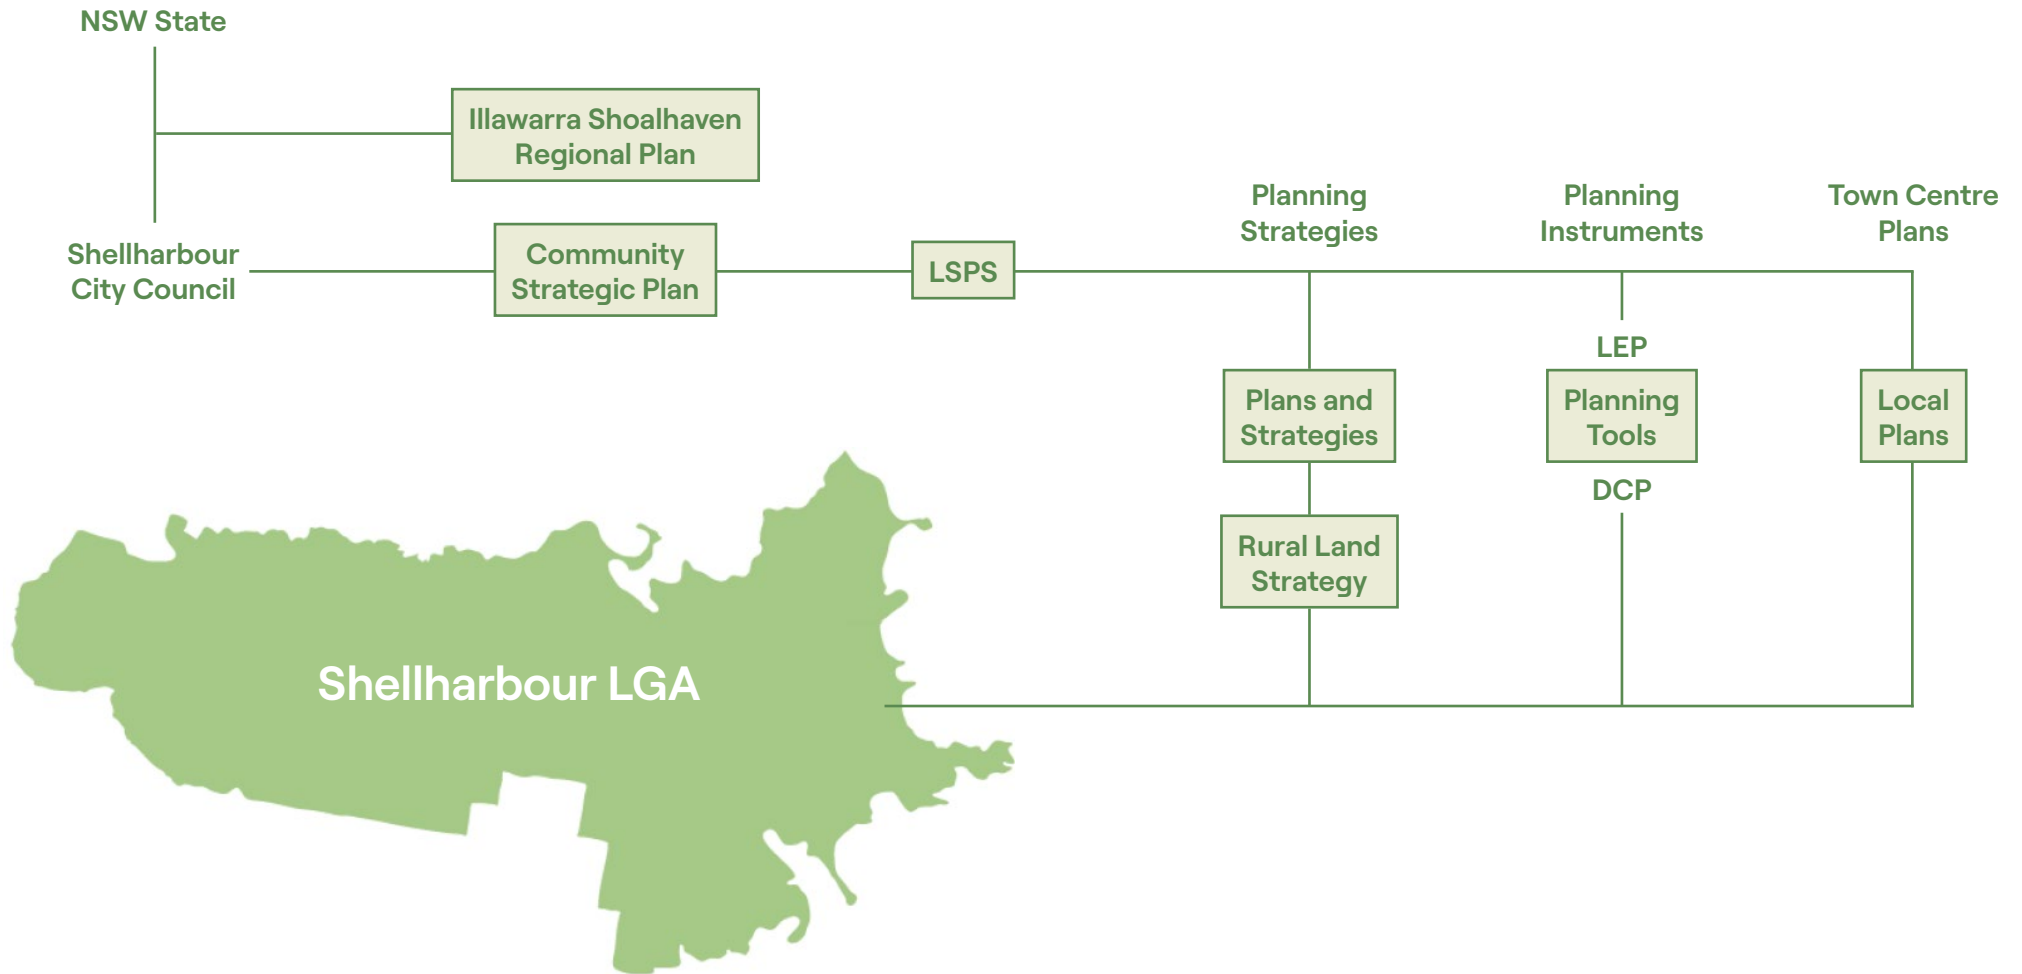 NSW State
Illawarra Shoalhaven
Regional Plan
Shellharbour
City Council
Community
Strategic Plan
LSPS
Planning
Strategies
Planning
Instruments
Town Centre
Plans
LEP
Plans and
Strategies
Planning
Tools
Local
Plans
DCP
Rural Land
Strategy
Shellharbour LGA